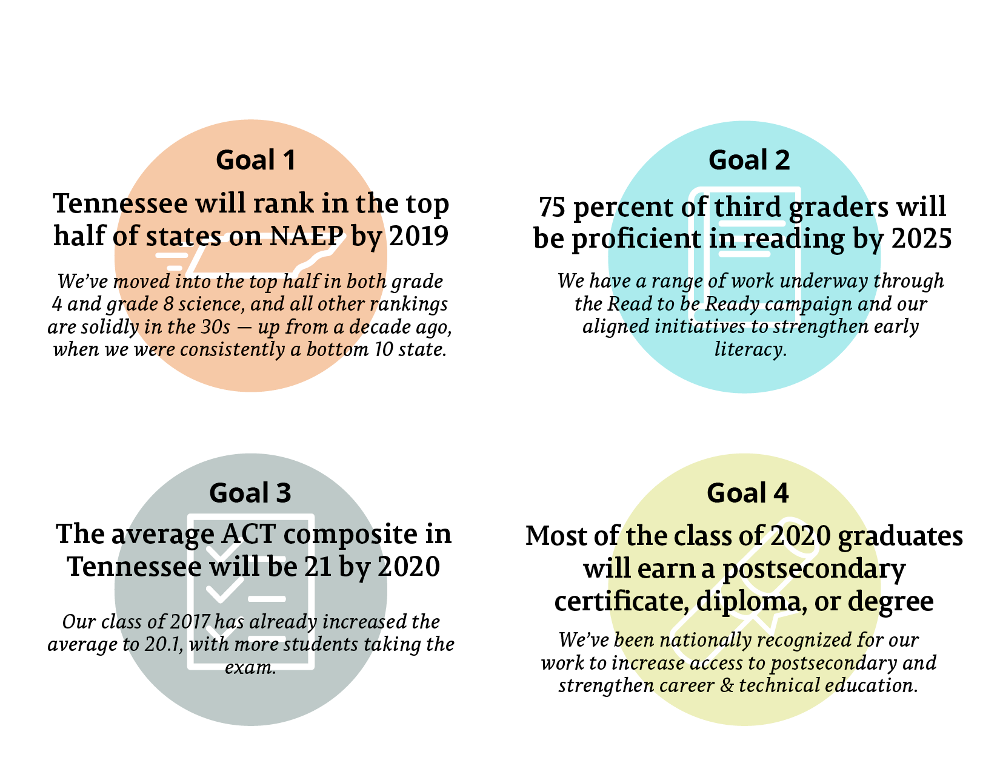 Goal 1
Tennessee will rank in the top
half of states on NAEP by 2019
We've moved into the top half in both grade
4 and grade 8 science, and all other rankings
are solidly in the 30s — up from a decade ago,
when we were consistently a bottom 10 state.
Goal 2
75 percent of third graders will
be proficient in reading by 2025
We have a range of work underway through
the Read to be Ready campaign and our
aligned initiatives to strengthen early
literacy.
Goal 3
The average ACT composite in
Tennessee will be 21 by 2020
Our class of 2017 has already increased the
average to 20.1, with more students taking the
exam.
Goal 4
Most of the class of 2020 graduates
will earn a postsecondary
certificate, diploma, or degree
We've been nationally recognized for our
work to increase access to postsecondary and
strengthen career & technical education.